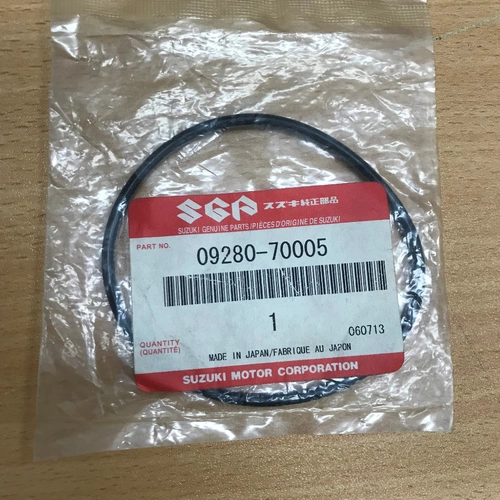 SGP スズキ純正部品
SUZUKI GENUINE PARTS/PIÈCES D'ORIGINE DE SUZUKI
PART NO. 09280-70005
1
060713
QUANTITY
(QUANTITÉ)
MADE IN JAPAN/FABRIQUE AU JAPON
SUZUKI MOTOR CORPORATION